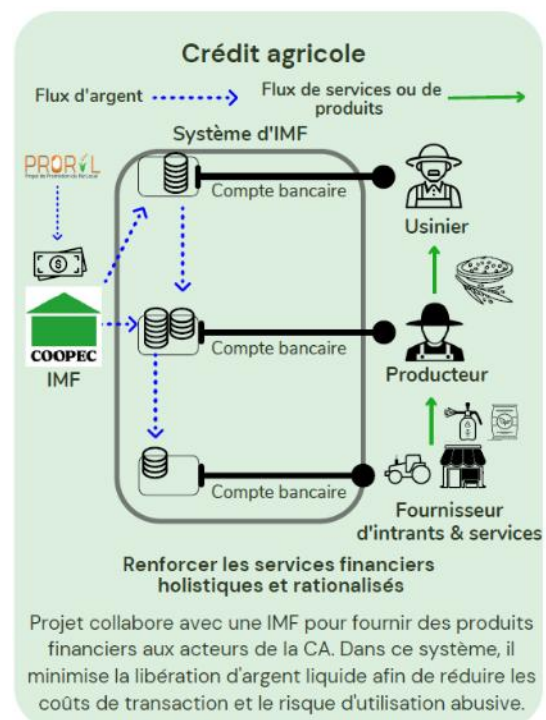 Crédit agricole
Flux d'argent
Flux de services ou de
produits
Système d'IMF
PRORIL
Compte bancaire
Usinier
COOPEC
IMF
Compte bancaire
Producteur
Compte bancaire
Fournisseur
d'intrants & services
Renforcer les services financiers
holistiques et rationalisés
Projet collabore avec une IMF pour fournir des produits
financiers aux acteurs de la CA. Dans ce système, il
minimise la libération d'argent liquide afin de réduire les
coûts de transaction et le risque d'utilisation abusive.